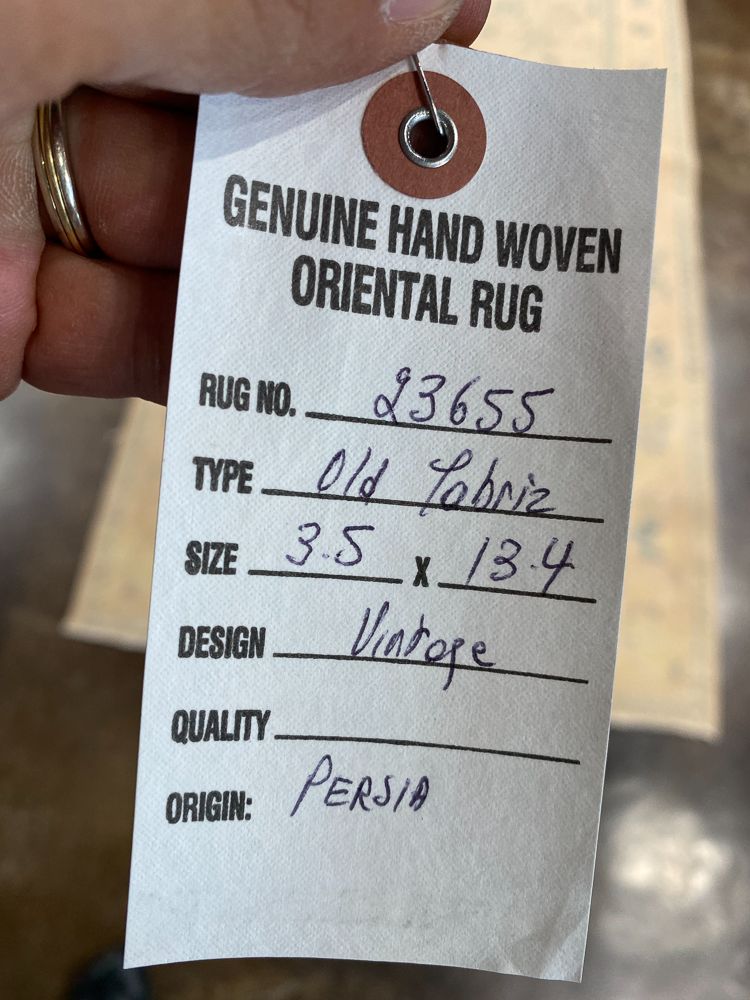 GENUINE HAND WOVEN
ORIENTAL RUG
RUG NO. 23655
TYPE Old Tabriz
SIZE 3.5 X 13.4
DESIGN Vintage
QUALITY
ORIGIN: PERSIA